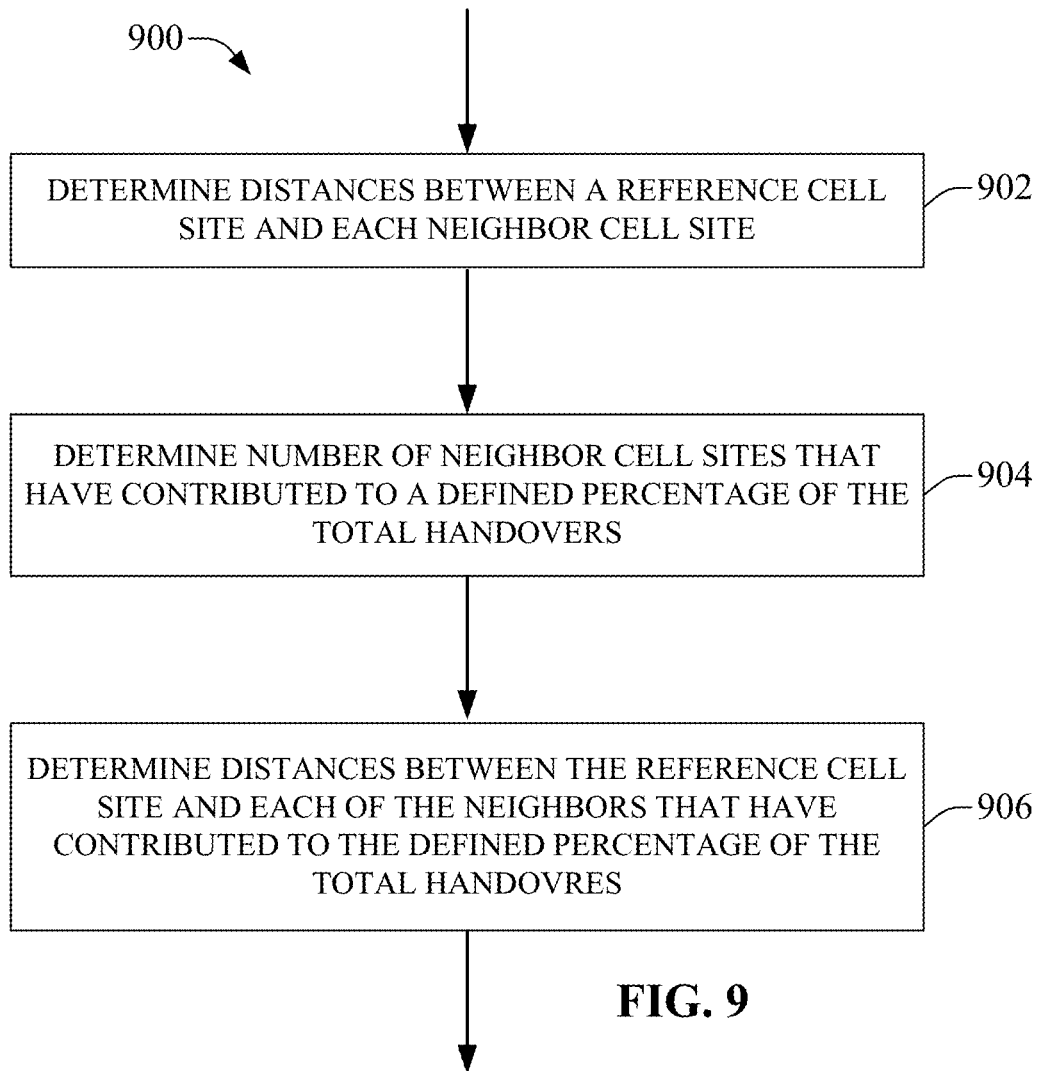 900
DETERMINE DISTANCES BETWEEN A REFERENCE CELL
SITE AND EACH NEIGHBOR CELL SITE
902
DETERMINE NUMBER OF NEIGHBOR CELL SITES THAT
HAVE CONTRIBUTED TO A DEFINED PERCENTAGE OF THE
TOTAL HANDOVERS
904
DETERMINE DISTANCES BETWEEN THE REFERENCE CELL
SITE AND EACH OF THE NEIGHBORS THAT HAVE
CONTRIBUTED TO THE DEFINED PERCENTAGE OF THE
TOTAL HANDOVRES
906
FIG. 9